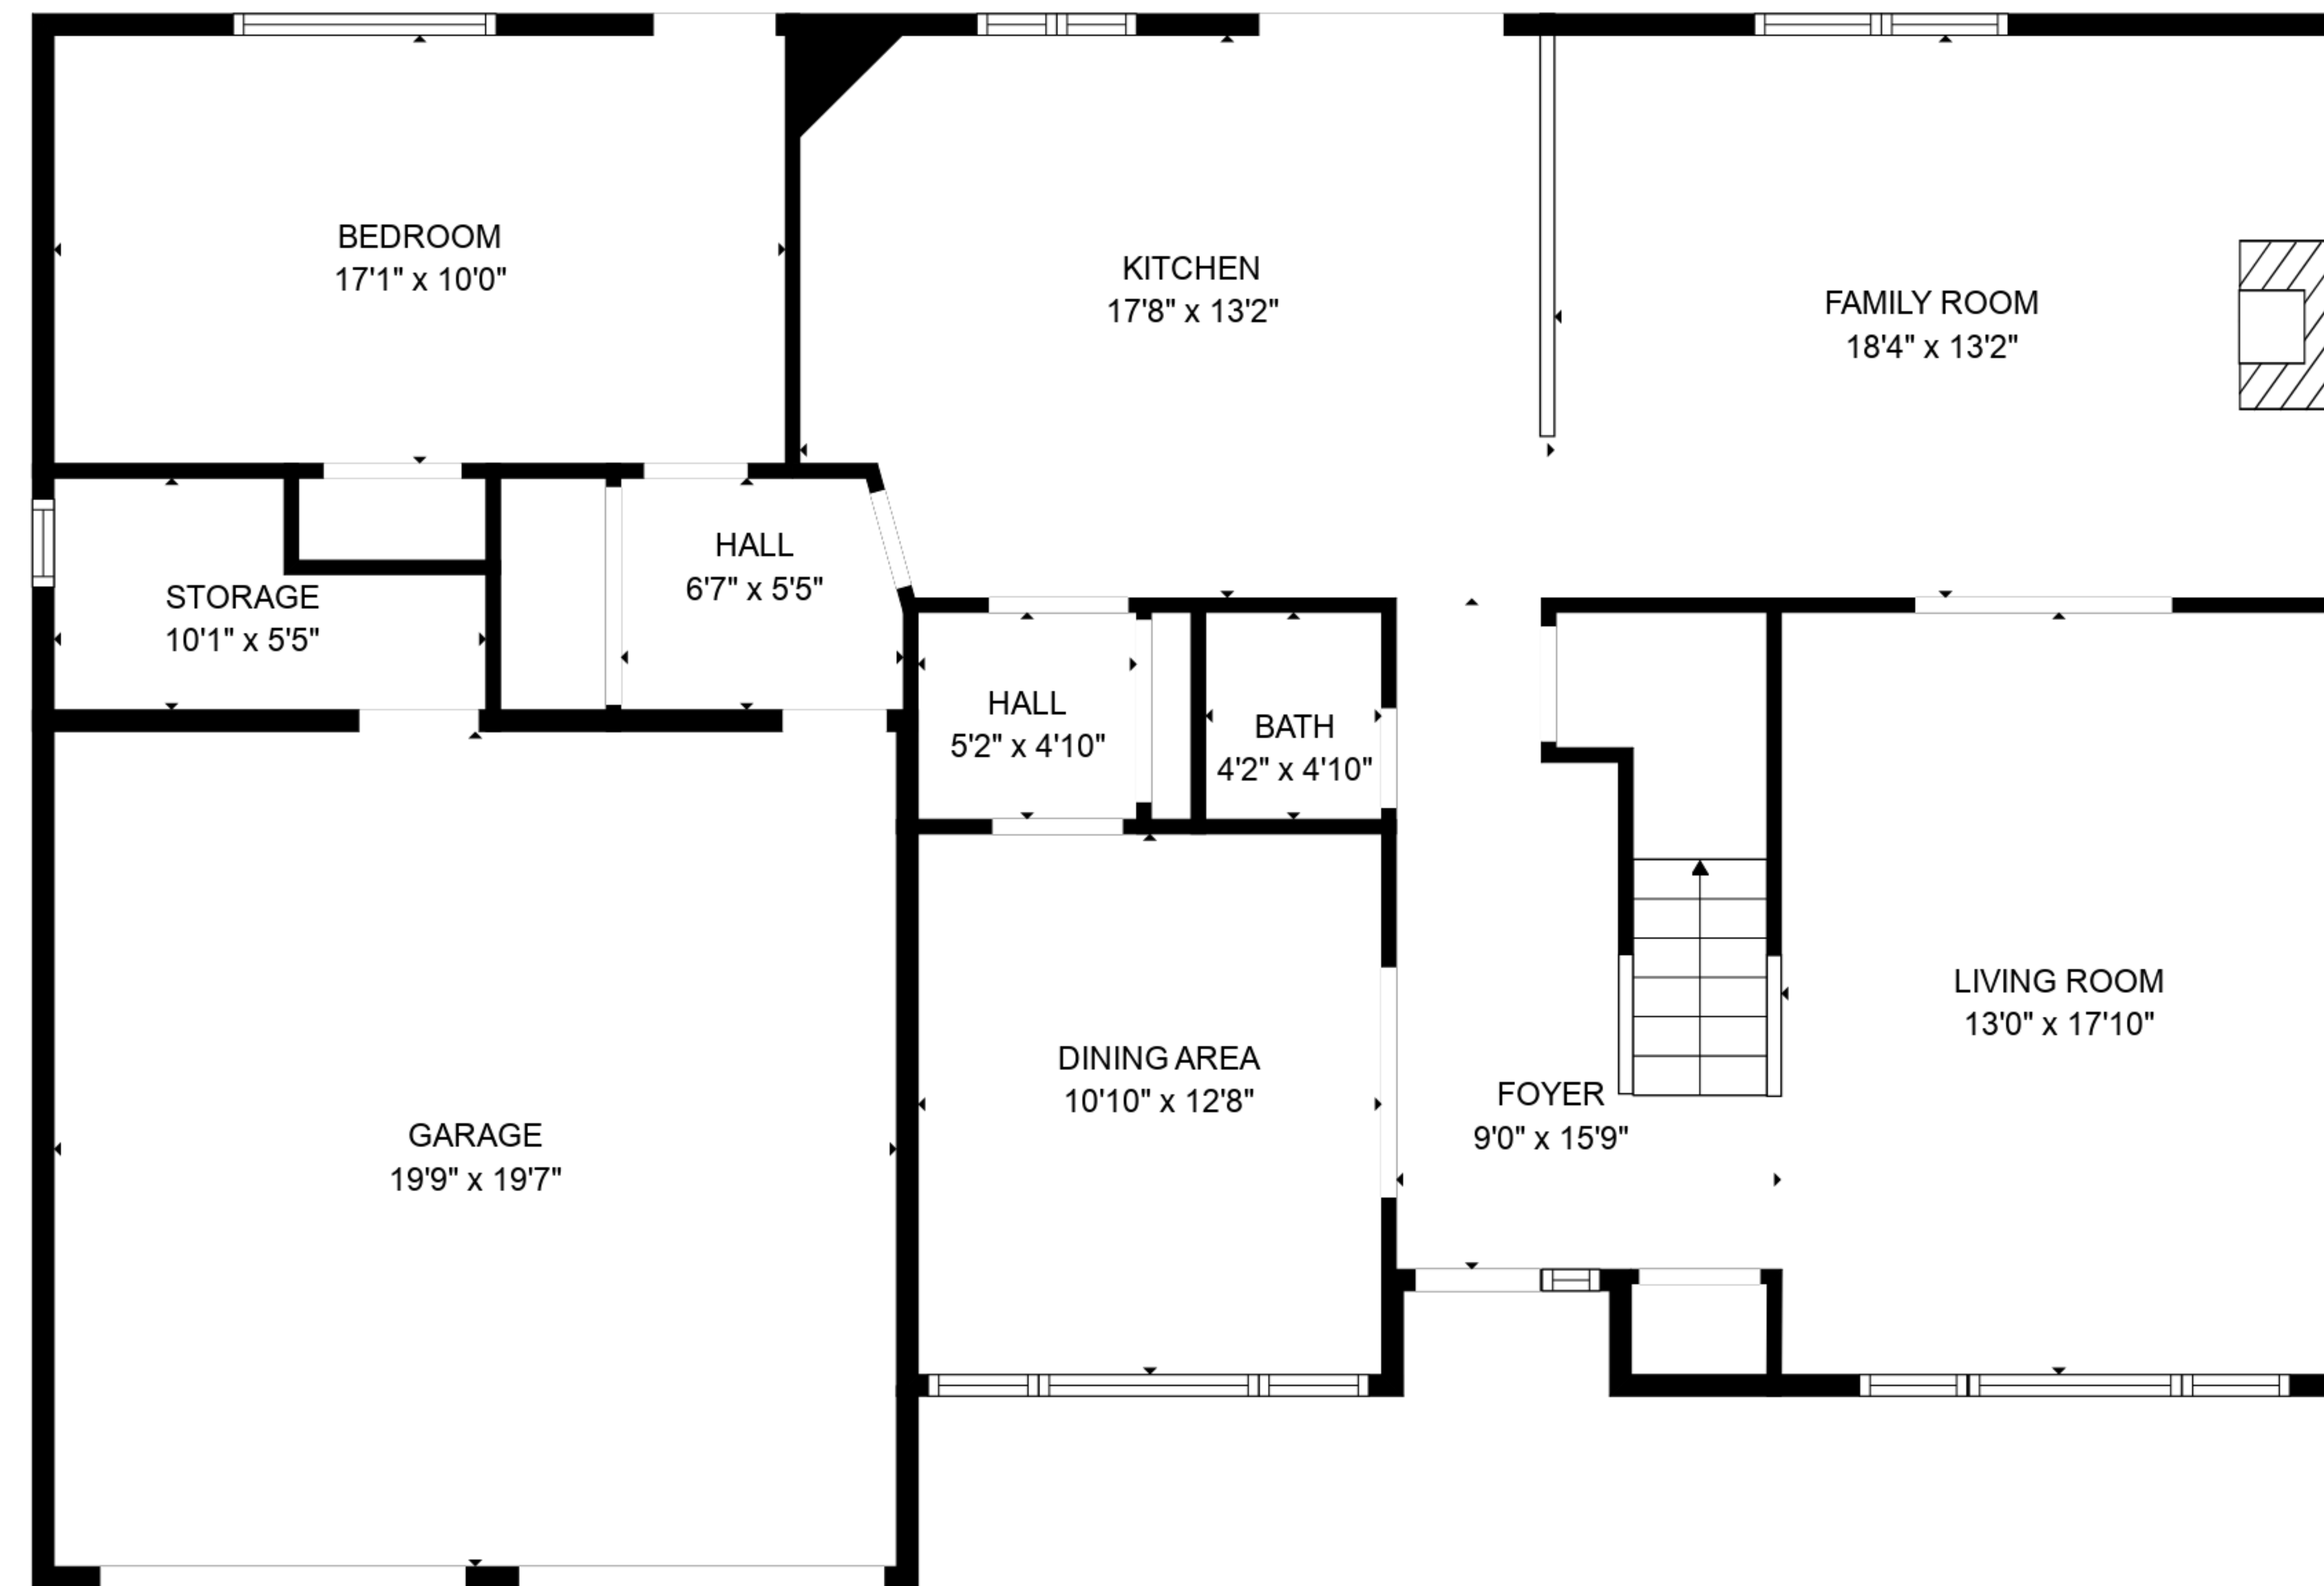 BEDROOM
17'1" x 10'0"
KITCHEN
17'8" x 13'2"
FAMILY ROOM
18'4" x 13'2"
HALL
6'7" x 5'5"
STORAGE
10'1" x 5'5"
HALL
5'2" x 4'10"
BATH
4'2" x 4'10"
LIVING ROOM
13'0" x 17'10"
DINING AREA
10'10" x 12'8"
FOYER
9'0" x 15'9"
GARAGE
19'9" x 19'7"